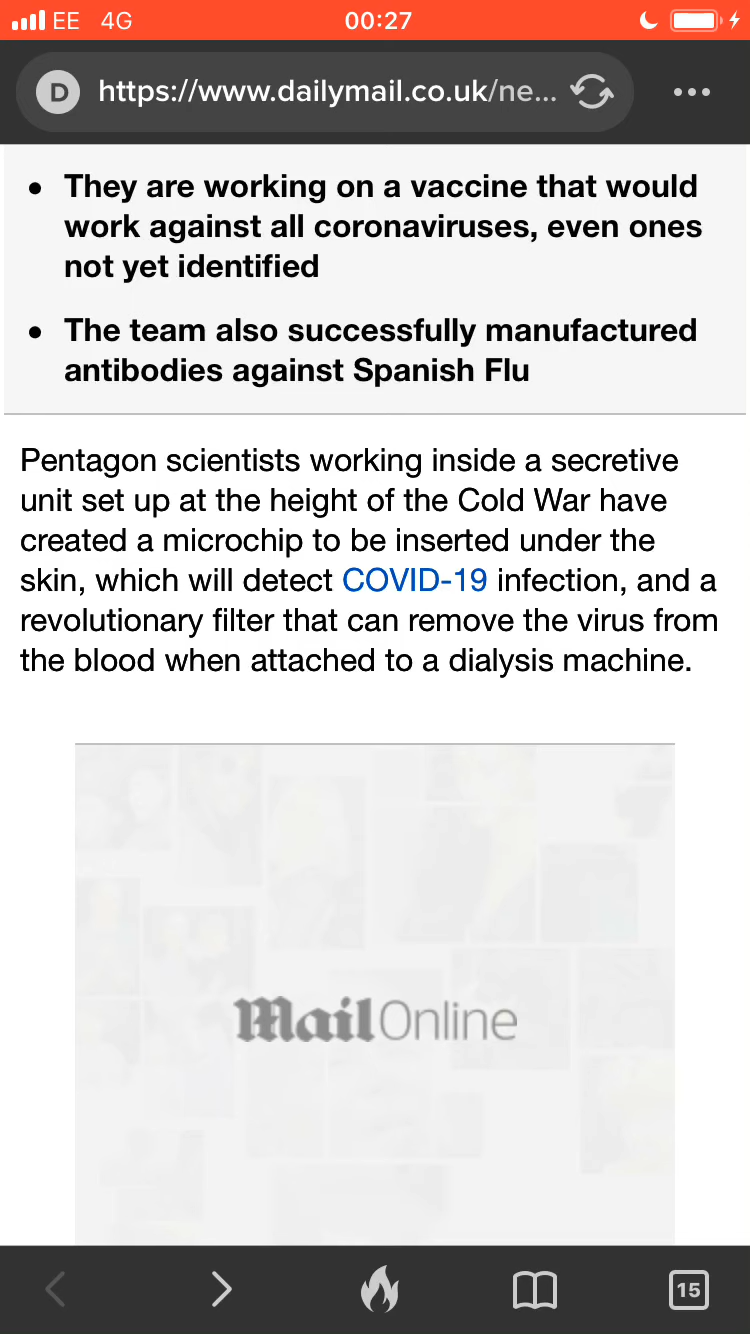 EE 4G 00:27
D https://www.dailymail.co.uk/ne...
• They are working on a vaccine that would
work against all coronaviruses, even ones
not yet identified
• The team also successfully manufactured
antibodies against Spanish Flu
Pentagon scientists working inside a secretive
unit set up at the height of the Cold War have
created a microchip to be inserted under the
skin, which will detect COVID-19 infection, and a
revolutionary filter that can remove the virus from
the blood when attached to a dialysis machine.
Mail Online
15